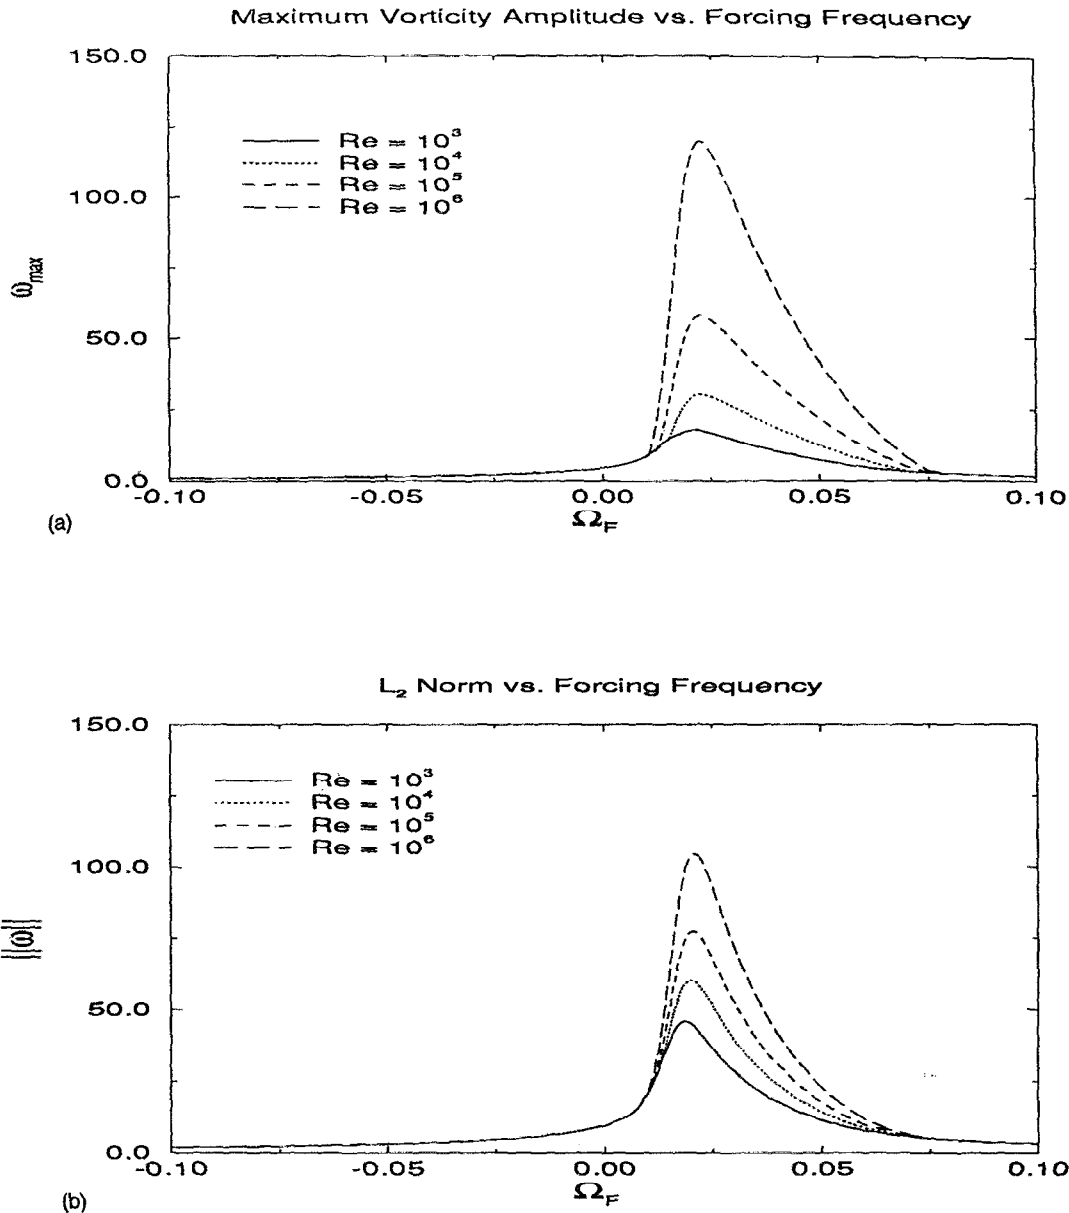 Maximum Vorticity Amplitude vs. Forcing Frequency
150.0
Re = 10³
Re = 10⁴
Re = 10⁵
Re = 10⁶
100.0
ω_max
50.0
0.0
-0.10 -0.05 0.00 0.05 0.10
Ω_F
(a)
L₂ Norm vs. Forcing Frequency
150.0
Re = 10³
Re = 10⁴
Re = 10⁵
Re = 10⁶
100.0
||ω||
50.0
0.0
-0.10 -0.05 0.00 0.05 0.10
Ω_F
(b)